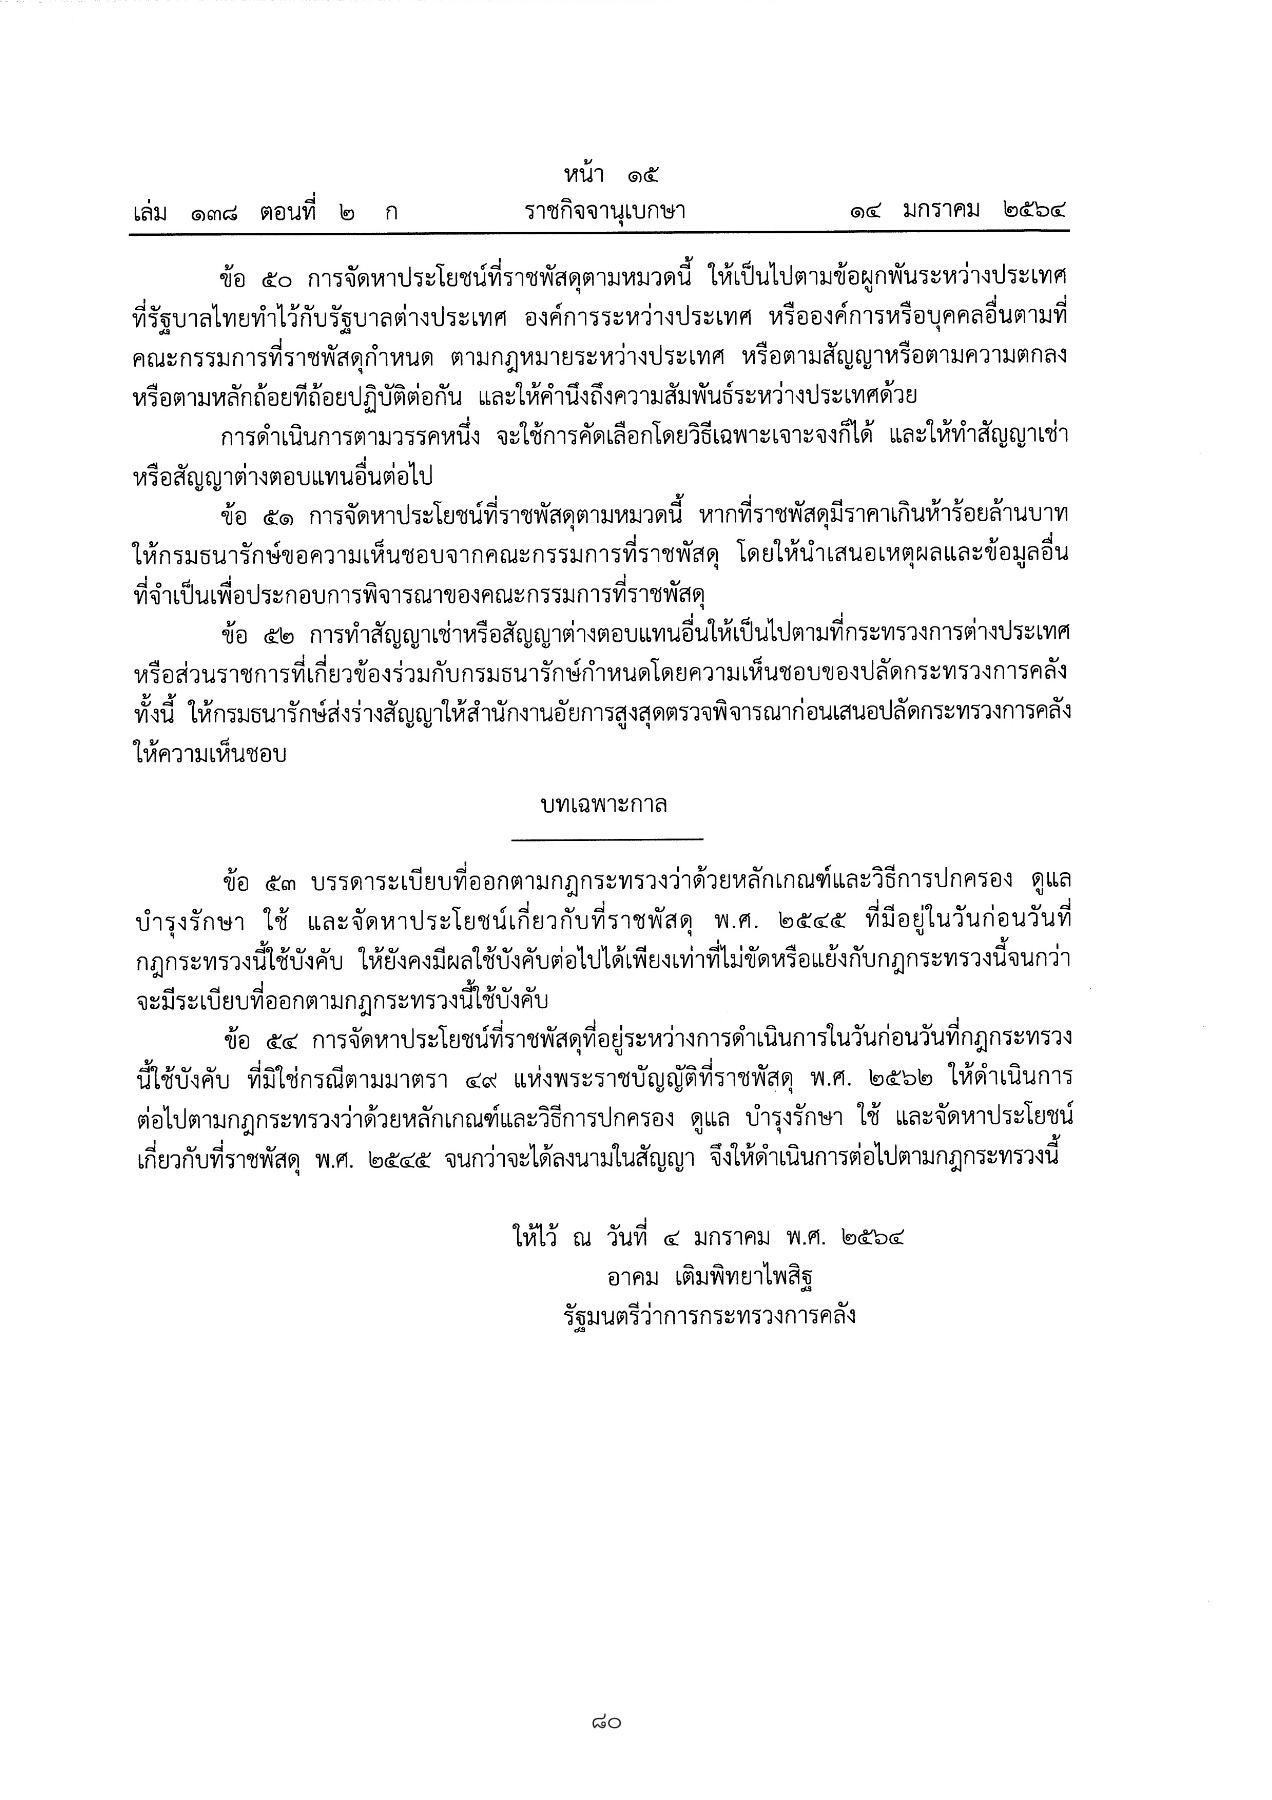 หน้า ๑๕
เล่ม ๑๓๘ ตอนที่ ๒ ก ราชกิจจานุเบกษา ๑๔ มกราคม ๒๕๖๔
ข้อ ๕๐ การจัดหาประโยชน์ที่ราชพัสดุตามหมวดนี้ ให้เป็นไปตามข้อผูกพันระหว่างประเทศ
ที่รัฐบาลไทยทำไว้กับรัฐบาลต่างประเทศ องค์การระหว่างประเทศ หรือองค์การหรือบุคคลอื่นตามที่
คณะกรรมการที่ราชพัสดุกำหนด ตามกฎหมายระหว่างประเทศ หรือตามสัญญาหรือตามความตกลง
หรือตามหลักถ้อยทีถ้อยปฏิบัติต่อกัน และให้คำนึงถึงความสัมพันธ์ระหว่างประเทศด้วย
การดำเนินการตามวรรคหนึ่ง จะใช้การคัดเลือกโดยวิธีเฉพาะเจาะจงก็ได้ และให้ทำสัญญาเช่า
หรือสัญญาต่างตอบแทนอื่นต่อไป
ข้อ ๕๑ การจัดหาประโยชน์ที่ราชพัสดุตามหมวดนี้ หากที่ราชพัสดุมีราคาเกินห้าร้อยล้านบาท
ให้กรมธนารักษ์ขอความเห็นชอบจากคณะกรรมการที่ราชพัสดุ โดยให้นำเสนอเหตุผลและข้อมูลอื่น
ที่จำเป็นเพื่อประกอบการพิจารณาของคณะกรรมการที่ราชพัสดุ
ข้อ ๕๒ การทำสัญญาเช่าหรือสัญญาต่างตอบแทนอื่นให้เป็นไปตามที่กระทรวงการต่างประเทศ
หรือส่วนราชการที่เกี่ยวข้องร่วมกับกรมธนารักษ์กำหนดโดยความเห็นชอบของปลัดกระทรวงการคลัง
ทั้งนี้ ให้กรมธนารักษ์ส่งร่างสัญญาให้สำนักงานอัยการสูงสุดตรวจพิจารณาก่อนเสนอปลัดกระทรวงการคลัง
ให้ความเห็นชอบ
บทเฉพาะกาล
ข้อ ๕๓ บรรดาระเบียบที่ออกตามกฎกระทรวงว่าด้วยหลักเกณฑ์และวิธีการปกครอง ดูแล
บำรุงรักษา ใช้ และจัดหาประโยชน์เกี่ยวกับที่ราชพัสดุ พ.ศ. ๒๕๔๕ ที่มีอยู่ในวันก่อนวันที่
กฎกระทรวงนี้ใช้บังคับ ให้ยังคงมีผลใช้บังคับต่อไปได้เพียงเท่าที่ไม่ขัดหรือแย้งกับกฎกระทรวงนี้จนกว่า
จะมีระเบียบที่ออกตามกฎกระทรวงนี้ใช้บังคับ
ข้อ ๕๔ การจัดหาประโยชน์ที่ราชพัสดุที่อยู่ระหว่างการดำเนินการในวันก่อนวันที่กฎกระทรวง
นี้ใช้บังคับ ที่มิใช่กรณีตามมาตรา ๔๙ แห่งพระราชบัญญัติที่ราชพัสดุ พ.ศ. ๒๕๖๒ ให้ดำเนินการ
ต่อไปตามกฎกระทรวงว่าด้วยหลักเกณฑ์และวิธีการปกครอง ดูแล บำรุงรักษา ใช้ และจัดหาประโยชน์
เกี่ยวกับที่ราชพัสดุ พ.ศ. ๒๕๔๕ จนกว่าจะได้ลงนามในสัญญา จึงให้ดำเนินการต่อไปตามกฎกระทรวงนี้
ให้ไว้ ณ วันที่ ๔ มกราคม พ.ศ. ๒๕๖๔
อาคม เติมพิทยาไพสิฐ
รัฐมนตรีว่าการกระทรวงการคลัง
๘๐